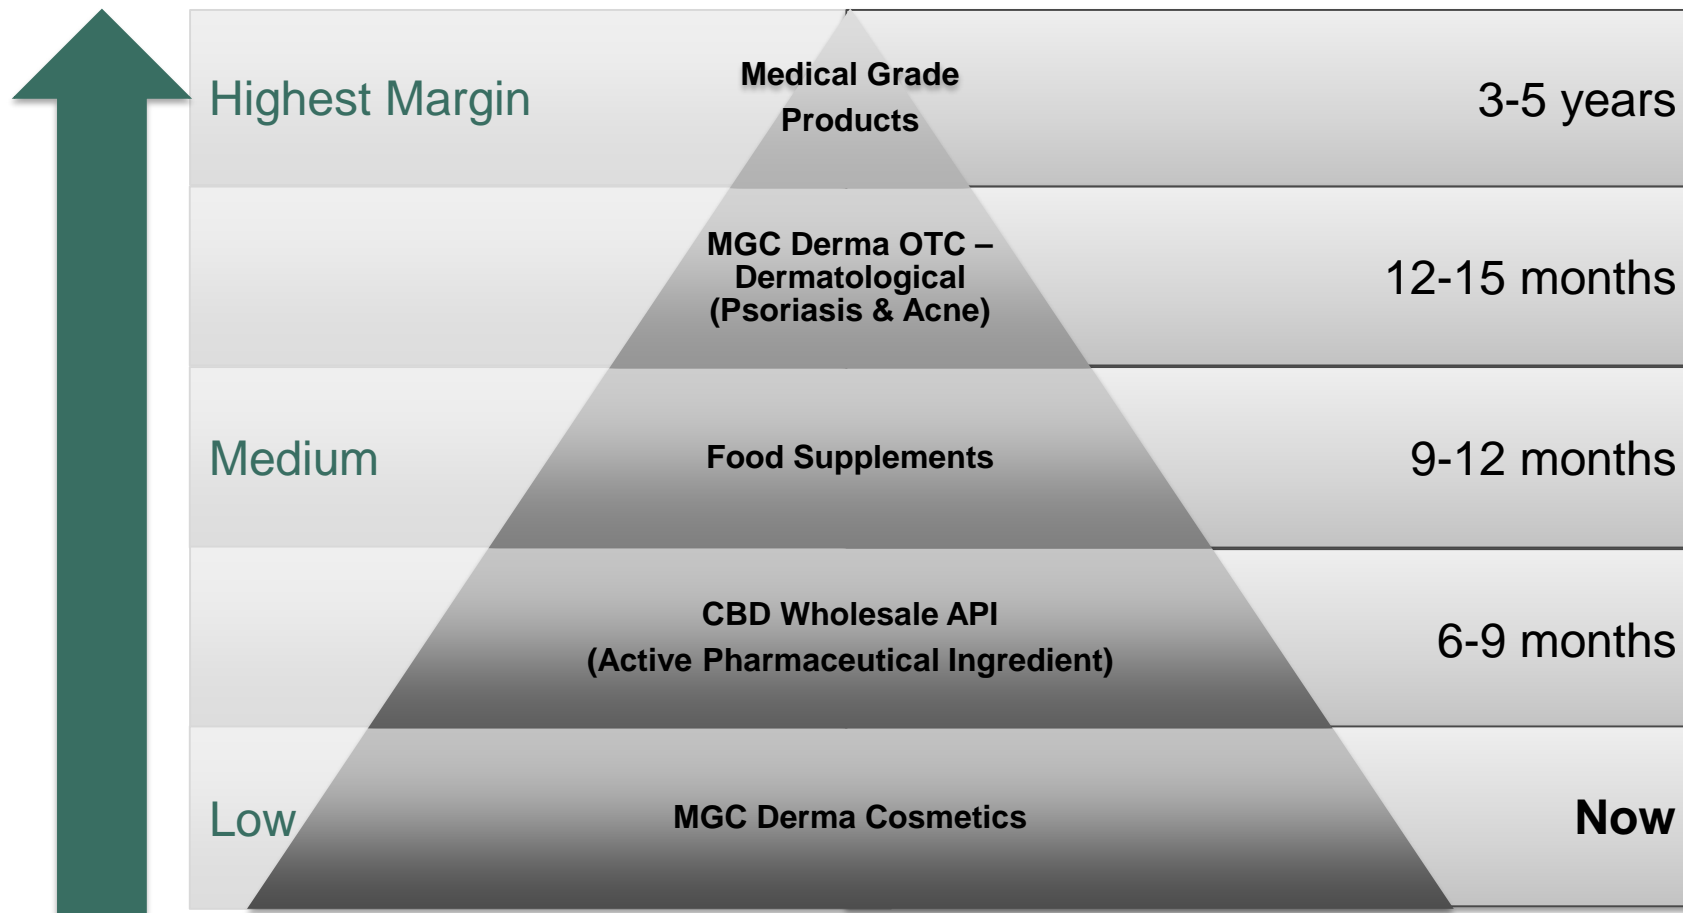 Highest Margin
Medical Grade
Products
3-5 years
MGC Derma OTC –
Dermatological
(Psoriasis & Acne)
12-15 months
Medium
Food Supplements
9-12 months
CBD Wholesale API
(Active Pharmaceutical Ingredient)
6-9 months
Low
MGC Derma Cosmetics
Now